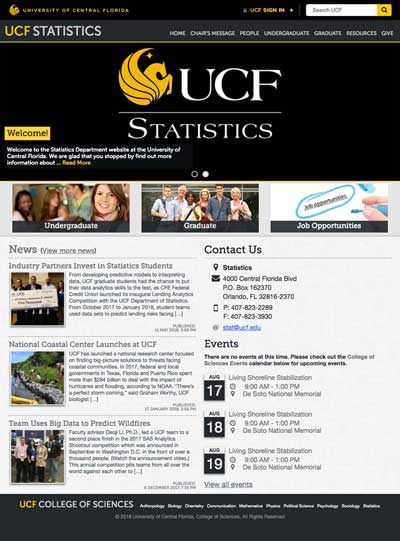 UNIVERSITY OF CENTRAL FLORIDA
UCF SIGN IN
Search UCF
UCF STATISTICS
HOME CHAIR'S MESSAGE PEOPLE UNDERGRADUATE GRADUATE RESOURCES GIVE
UCF
STATISTICS
Welcome!
Welcome to the Statistics Department website at the University of
Central Florida. We are glad that you stopped by find out more
information about ... Read More
Job opportunities
Undergraduate
Graduate
Job Opportunities
News (View more news)
Industry Partners Invest in Statistics Students
From developing predictive models to interpreting
data, UCF graduate students had the chance to put
their data analytics skills to the test, as CFE Federal
Credit Union launched its inaugural Lending Analytics
Competition with the UCF Department of Statistics.
From October 2017 to January 2018, student teams
used data sets to predict lending risks facing [...]
PUBLISHED:
National Coastal Center Launches at UCF
UCF has launched a national research center focused
on finding big-picture solutions to threats facing
coastal communities. In 2017, federal and local
governments in Texas, Florida and Puerto Rico spent
more than $284 billion to deal with the impact of
hurricanes and flooding, according to NOAA. "There's
a perfect storm coming," said Graham Worthy, UCF
biologist [...]
PUBLISHED:
17 JANUARY 2018
Team Uses Big Data to Predict Wildfires
Faculty advisor Daoji Li, Ph.D., led a UCF team to a
second place finish in the 2017 SAS Analytics
Shootout competition which was announced in
September in Washington D.C. in the front of over a
thousand people. (Watch the announcement video.)
This annual competition pits teams from all over the
world against each other to [...]
PUBLISHED:
6 DECEMBER 2017
Contact Us
Statistics
4000 Central Florida Blvd
P.O. Box 162370
Orlando, FL 32816-2370
P: 407-823-2289
F: 407-823-3930
stat@ucf.edu
Events
There are no events at this time. Please check out the College of
Sciences Events calendar below for upcoming events.
AUG
17
Living Shoreline Stabilization
9:00 AM - 1:00 PM
De Soto National Memorial
AUG
18
Living Shoreline Stabilization
9:00 AM - 1:00 PM
De Soto National Memorial
AUG
19
Living Shoreline Stabilization
9:00 AM - 1:00 PM
De Soto National Memorial
View all events
UCF COLLEGE OF SCIENCES
Anthropology Biology Chemistry Communication Mathematics Physics Political Science Psychology Sociology Statistics
© 2018 University of Central Florida, College of Sciences, All Rights Reserved